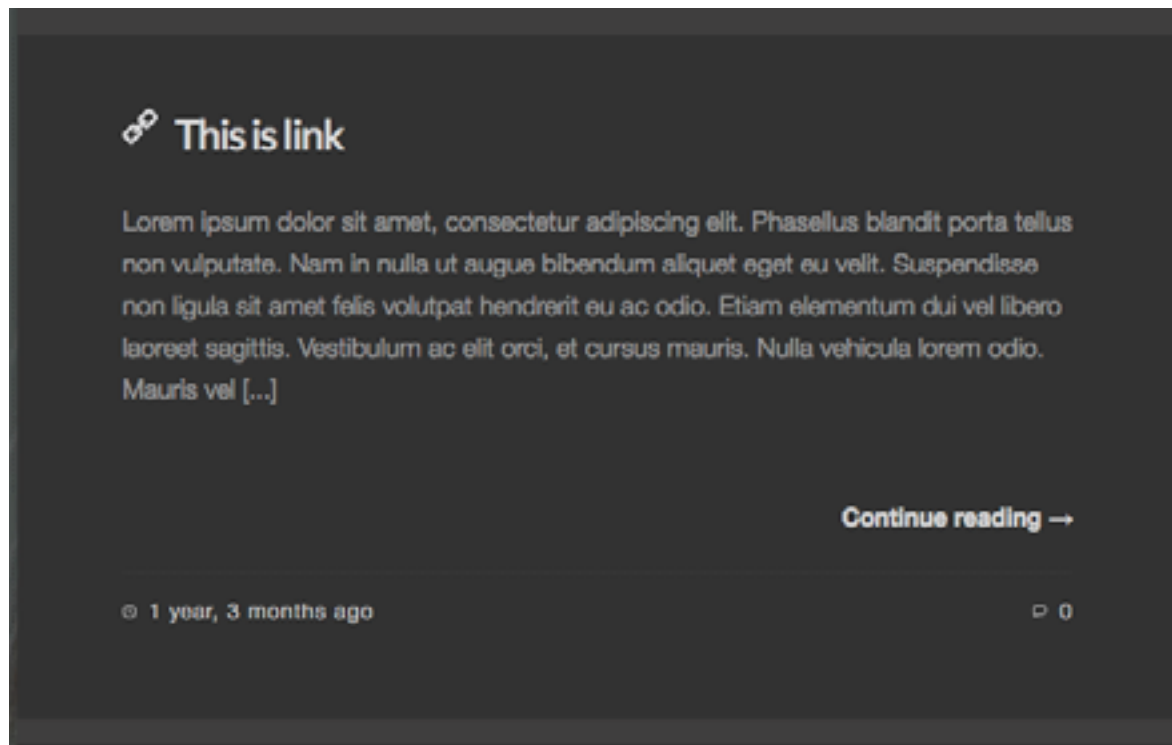 This is link
Lorem ipsum dolor sit amet, consectetur adipiscing elit. Phasellus blandit porta tellus
non vulputate. Nam in nulla ut augue bibendum aliquet eget eu velit. Suspendisse
non ligula sit amet felis volutpat hendrerit eu ac odio. Etiam elementum dui vel libero
laoreet sagittis. Vestibulum ac elit orci, et cursus mauris. Nulla vehicula lorem odio.
Mauris vel [...]
Continue reading →
1 year, 3 months ago
0